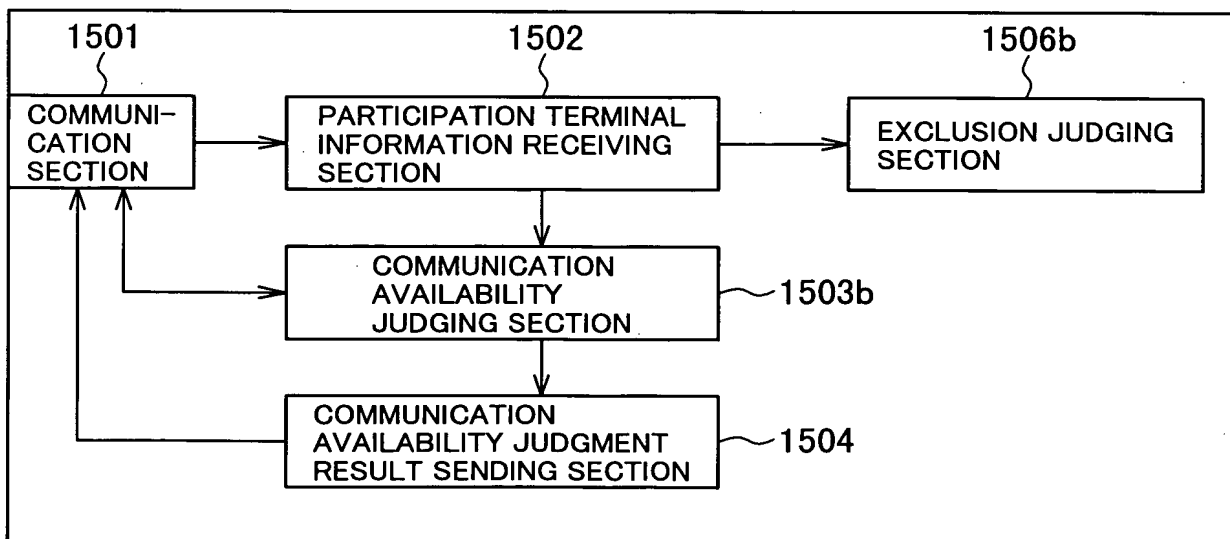 1501
1502
1506b
COMMUNI-
CATION
SECTION
PARTICIPATION TERMINAL
INFORMATION RECEIVING
SECTION
EXCLUSION JUDGING
SECTION
COMMUNICATION
AVAILABILITY
JUDGING SECTION
1503b
COMMUNICATION
AVAILABILITY JUDGMENT
RESULT SENDING SECTION
1504